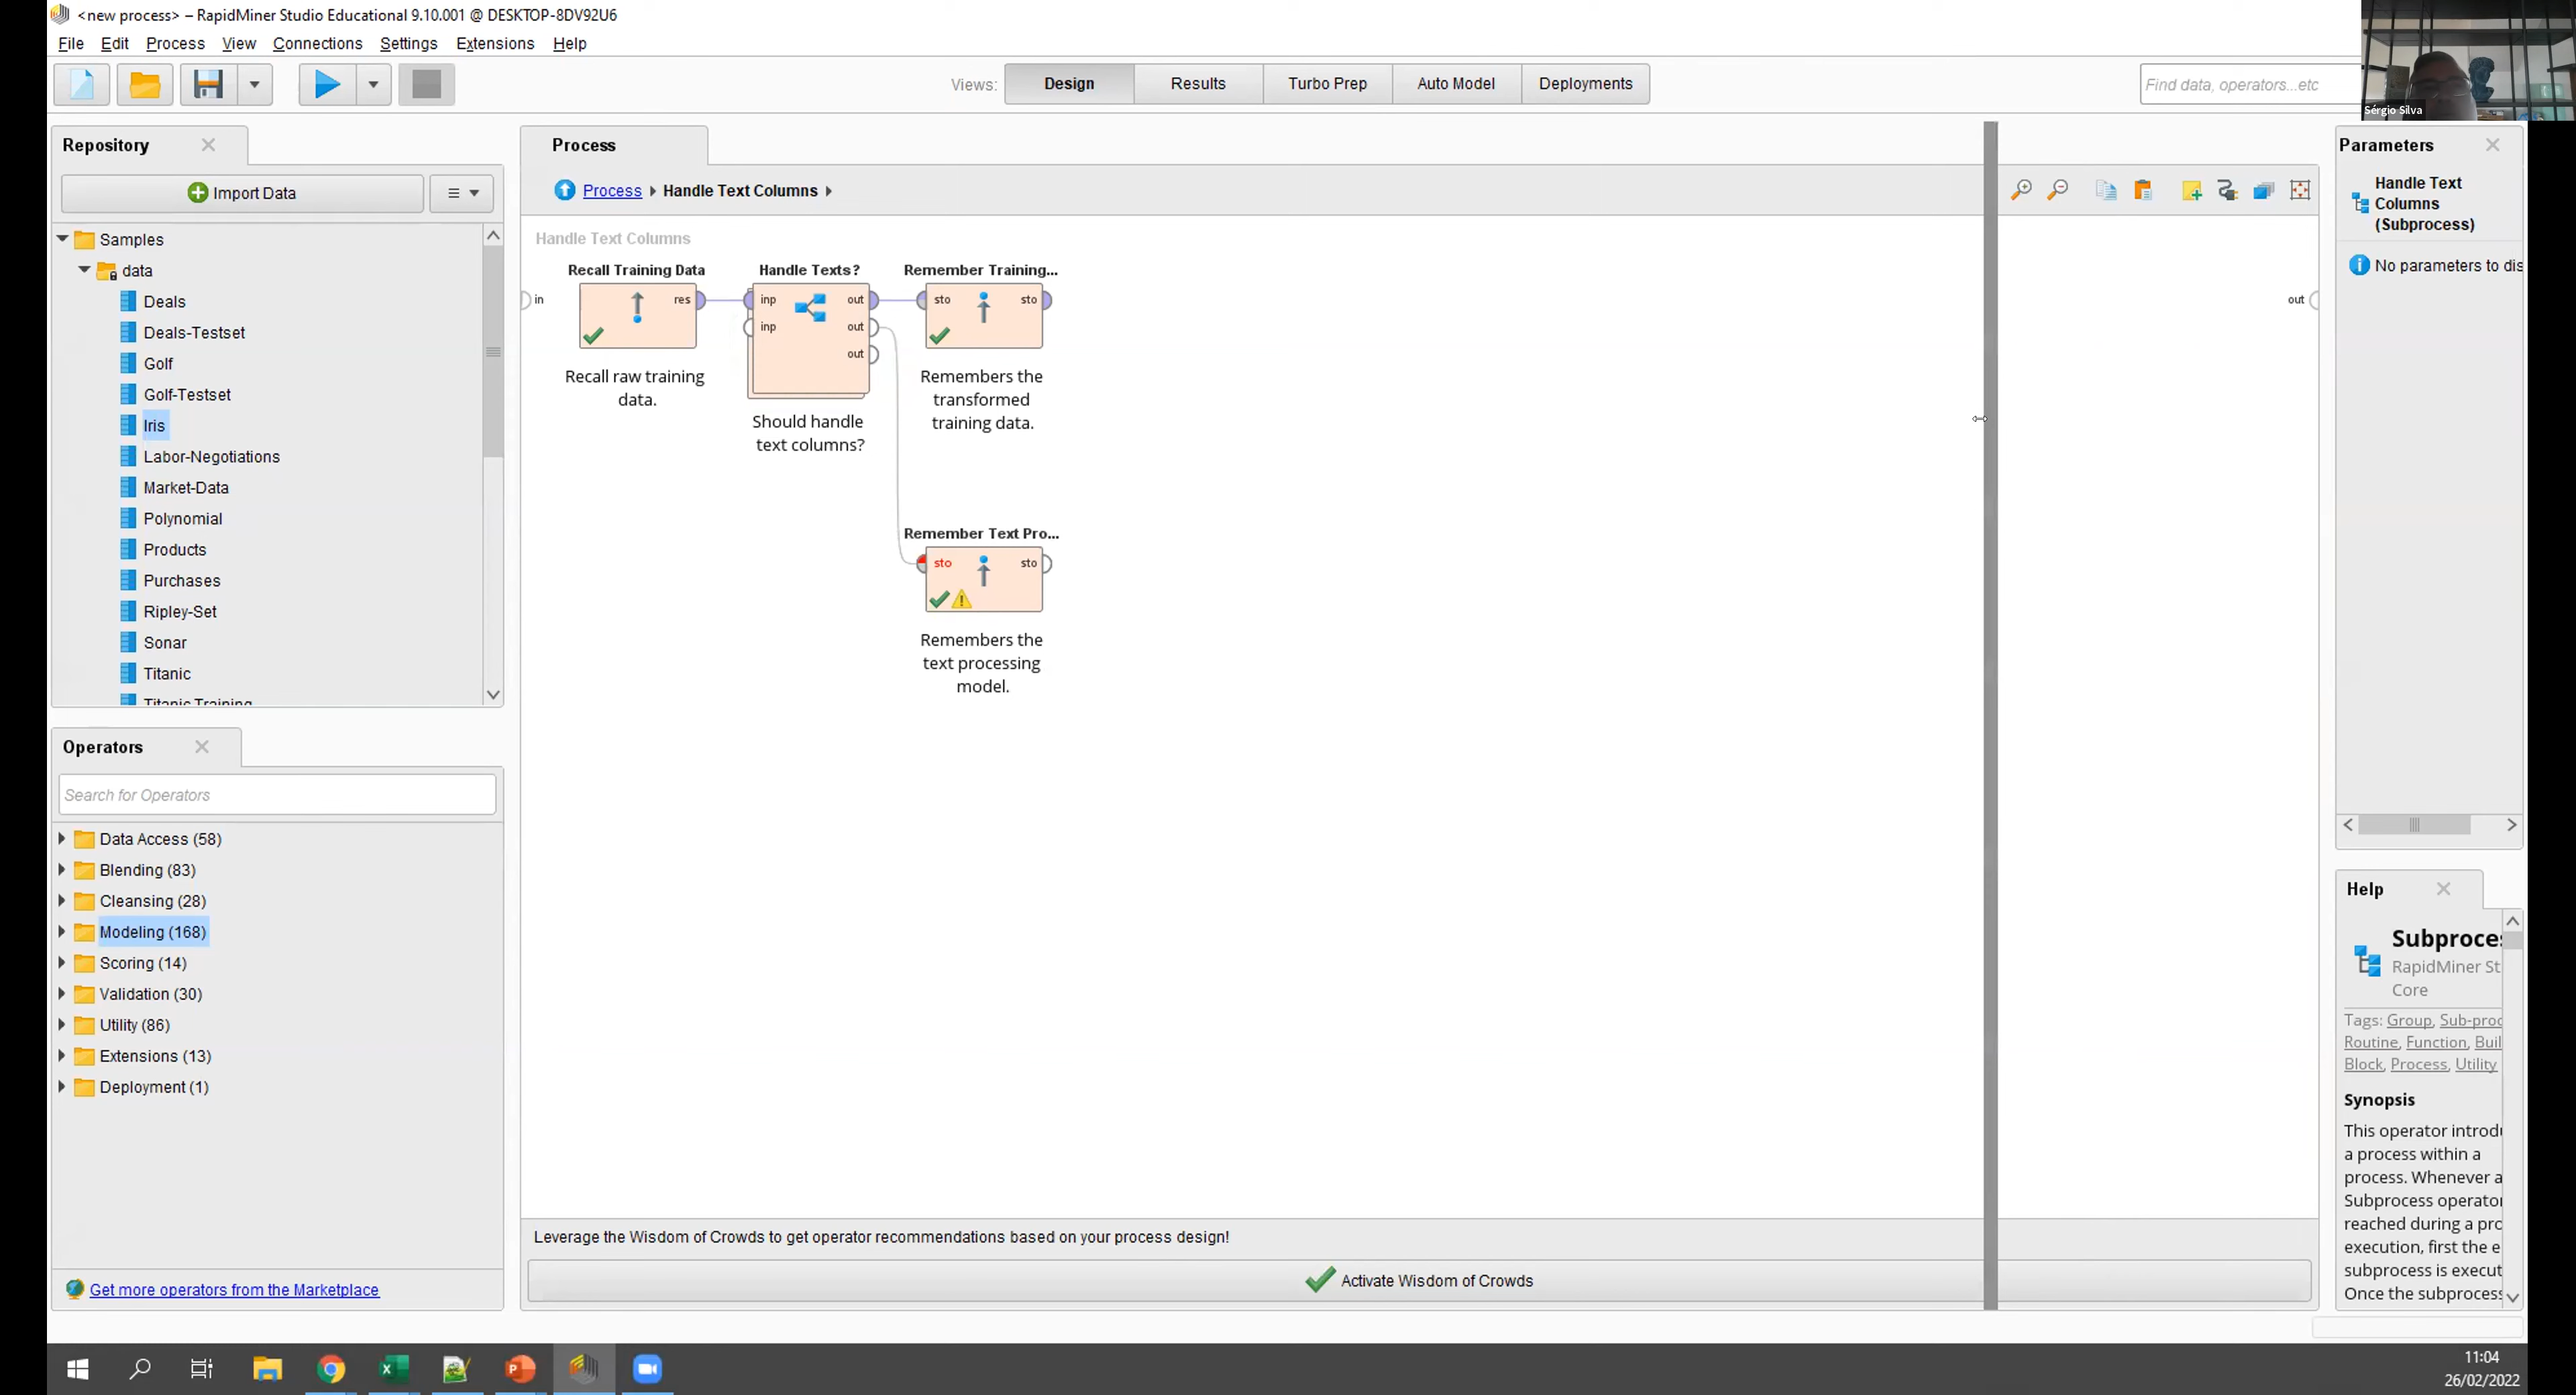 <new process> – RapidMiner Studio Educational 9.10.001 @ DESKTOP-8DV92U6
File Edit Process View Connections Settings Extensions Help
Views: Design Results Turbo Prep Auto Model Deployments
Find data, operators...etc
Sérgio Silva
Repository
Import Data
Samples
data
Deals
Deals-Testset
Golf
Golf-Testset
Iris
Labor-Negotiations
Market-Data
Polynomial
Products
Purchases
Ripley-Set
Sonar
Titanic
Titanic Training
Operators
Search for Operators
Data Access (58)
Blending (83)
Cleansing (28)
Modeling (168)
Scoring (14)
Validation (30)
Utility (86)
Extensions (13)
Deployment (1)
Get more operators from the Marketplace
Process
Process Handle Text Columns
Handle Text Columns
Recall Training Data Handle Texts? Remember Training...
in res inp out sto sto out
inp out
out
Recall raw training
data.
Should handle
text columns?
Remembers the
transformed
training data.
Remember Text Pro...
sto sto
Remembers the
text processing
model.
Leverage the Wisdom of Crowds to get operator recommendations based on your process design!
Activate Wisdom of Crowds
Parameters
Handle Text
Columns
(Subprocess)
No parameters to dis
Help
Subproces
RapidMiner St
Core
Tags: Group, Sub-proc
Routine, Function, Buil
Block, Process, Utility
Synopsis
This operator introdu
a process within a
process. Whenever a
Subprocess operator
reached during a pro
execution, first the e
subprocess is execut
Once the subprocess
11:04
26/02/2022